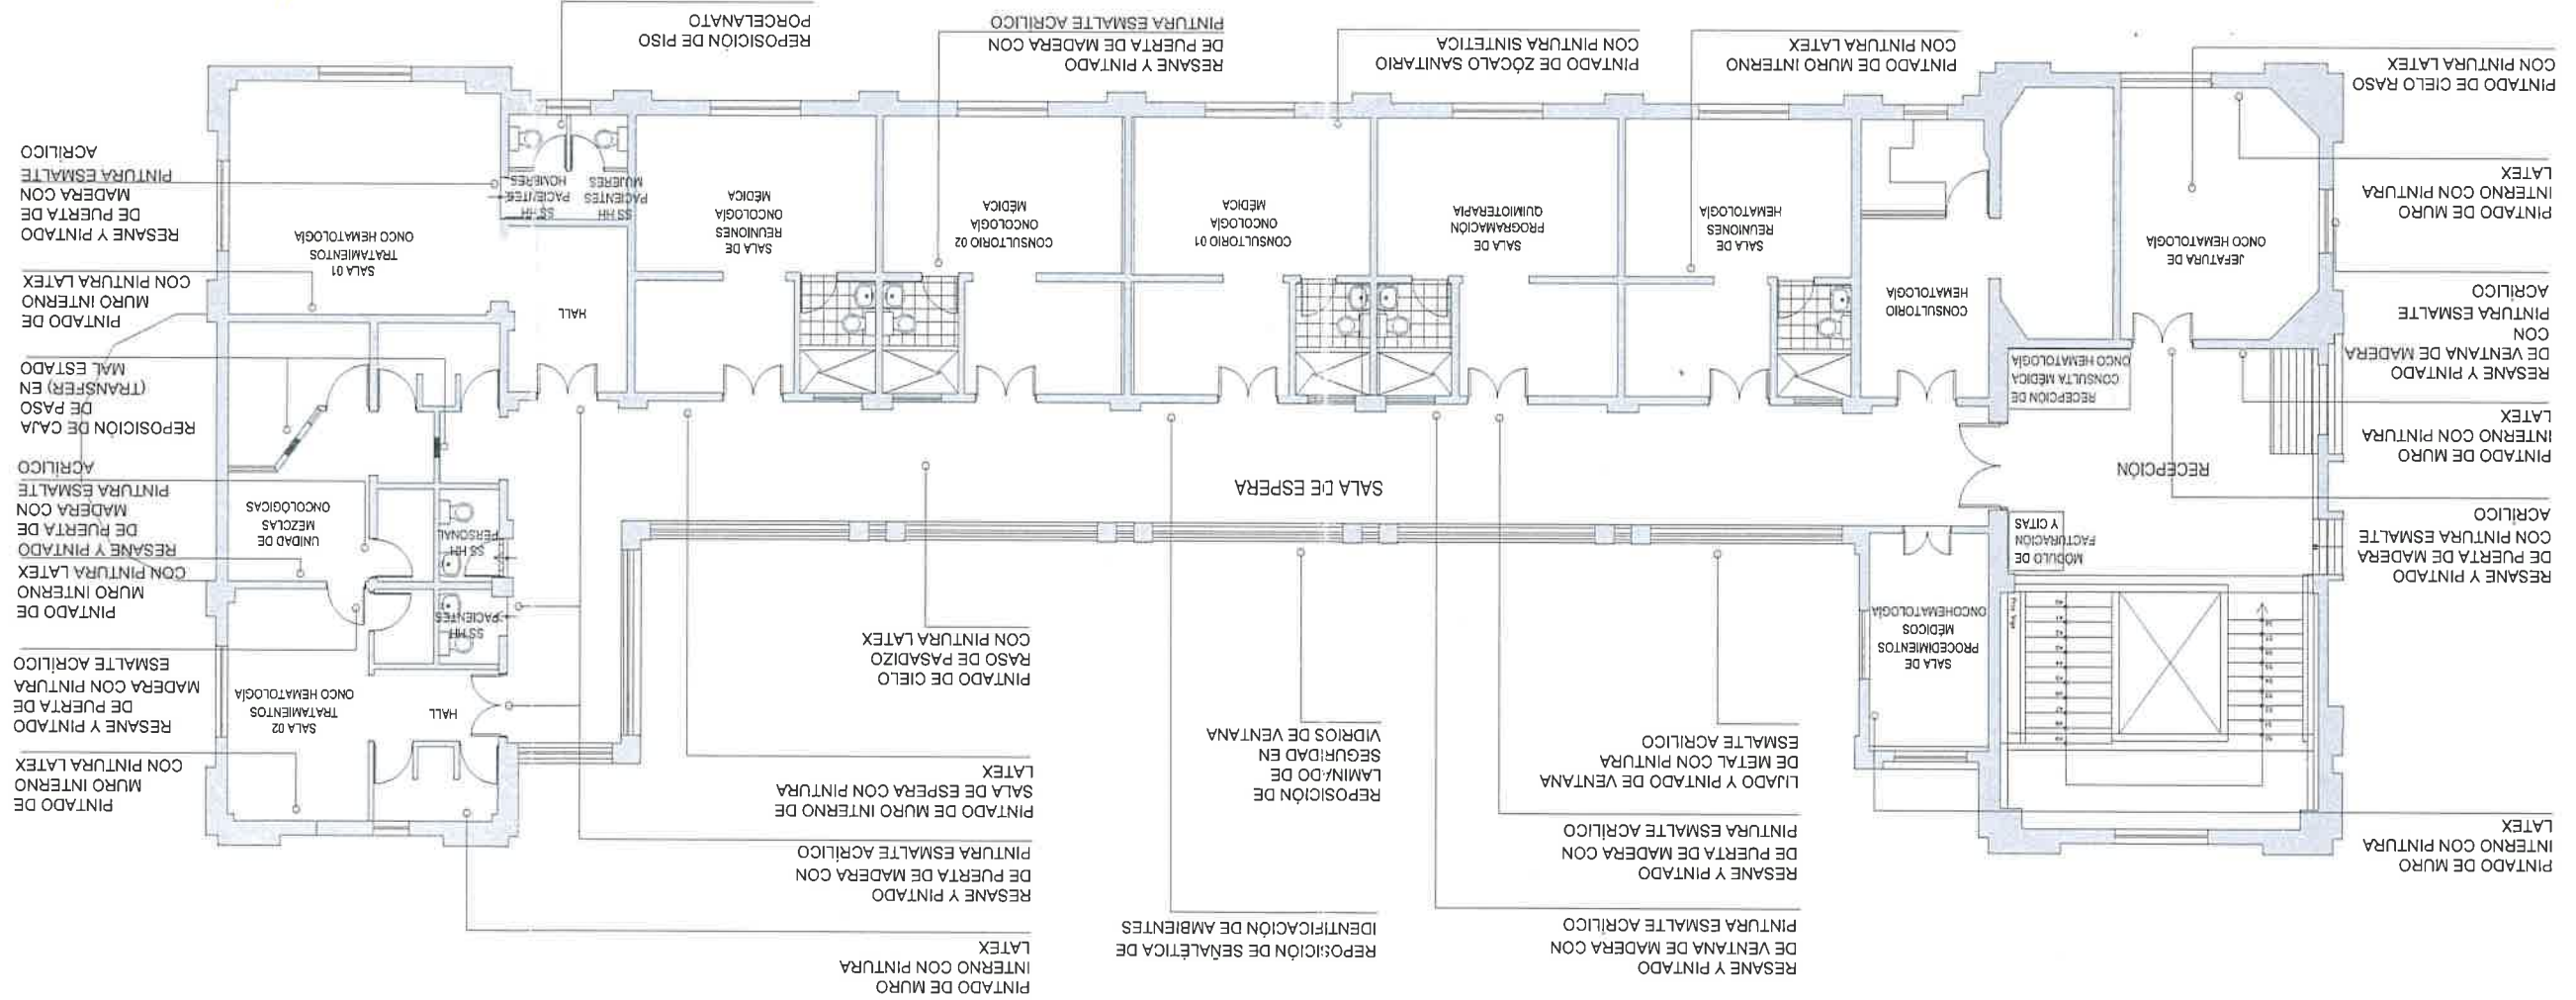 PINTADO DE MURO
INTERNO CON PINTURA
LATEX
RESANE Y PINTADO
DE PUERTA DE MADERA
CON PINTURA ESMALTE
ACRÍLICO
PINTADO DE MURO
INTERNO CON PINTURA
LATEX
RESANE Y PINTADO
DE VENTANA DE MADERA
CON
PINTURA ESMALTE
ACRÍLICO
PINTADO DE MURO
INTERNO CON PINTURA
LATEX
PINTADO DE CIELO RASO
CON PINTURA LATEX
RESANE Y PINTADO
DE VENTANA DE MADERA CON
PINTURA ESMALTE ACRÍLICO
RESANE Y PINTADO
DE PUERTA DE MADERA CON
PINTURA ESMALTE ACRÍLICO
LIJADO Y PINTADO DE VENTANA
DE METAL CON PINTURA
ESMALTE ACRÍLICO
REPOSICIÓN DE SEÑALÉTICA DE
IDENTIFICACIÓN DE AMBIENTES
REPOSICIÓN DE
LAMINADO DE
SEGURIDAD EN
VIDRIOS DE VENTANA
PINTADO DE MURO
INTERNO CON PINTURA
LATEX
RESANE Y PINTADO
DE PUERTA DE MADERA CON
PINTURA ESMALTE ACRÍLICO
PINTADO DE MURO INTERNO DE
SALA DE ESPERA CON PINTURA
LATEX
PINTADO DE CIELO
RASO DE PASADIZO
CON PINTURA LATEX
SALA DE
PROCEDIMIENTOS
MÉDICOS
ONCOHEMATOLOGÍA
MÓDULO DE
FACTURACIÓN
Y CITAS
RECEPCIÓN
SALA DE ESPERA
RECEPCIÓN DE
CONSULTA MÉDICA
ONCO HEMATOLOGÍA
JEFATURA DE
ONCO HEMATOLOGÍA
CONSULTORIO
HEMATOLOGÍA
SALA DE
REUNIONES
HEMATOLOGÍA
SALA DE
PROGRAMACIÓN
QUIMIOTERAPIA
CONSULTORIO 01
ONCOLOGÍA
MÉDICA
CONSULTORIO 02
ONCOLOGÍA
MÉDICA
SALA DE
REUNIONES
ONCOLOGÍA
MÉDICA
HALL
SS HH
PACIENTES
MUJERES
SS HH
PACIENTES
HOMBRES
HALL
SALA 02
TRATAMIENTOS
ONCO HEMATOLOGÍA
SS HH
PACIENTES
SS HH
PERSONAL
UNIDAD DE
MEZCLAS
ONCOLÓGICAS
SALA 01
TRATAMIENTOS
ONCO HEMATOLOGÍA
PINTADO DE
MURO INTERNO
CON PINTURA LATEX
RESANE Y PINTADO
DE PUERTA DE
MADERA CON PINTURA
ESMALTE ACRÍLICO
PINTADO DE
MURO INTERNO
CON PINTURA LATEX
RESANE Y PINTADO
DE PUERTA DE
MADERA CON
PINTURA ESMALTE
ACRÍLICO
REPOSICIÓN DE CAJA
DE PASO
(TRANSFER) EN
MAL ESTADO
PINTADO DE
MURO INTERNO
CON PINTURA LATEX
RESANE Y PINTADO
DE PUERTA DE
MADERA CON
PINTURA ESMALTE
ACRÍLICO
PINTADO DE MURO INTERNO
CON PINTURA LATEX
PINTADO DE ZÓCALO SANITARIO
CON PINTURA SINTETICA
RESANE Y PINTADO
DE PUERTA DE MADERA CON
PINTURA ESMALTE ACRÍLICO
REPOSICIÓN DE PISO
PORCELANATO